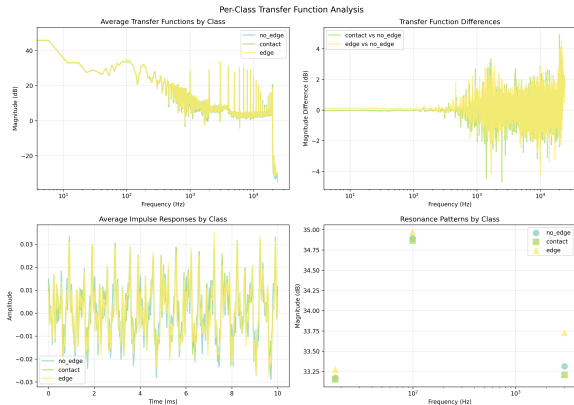 Per-Class Transfer Function Analysis
Average Transfer Functions by Class
Magnitude (dB)
40
20
0
−20
10¹ 10² 10³ 10⁴
Frequency (Hz)
no_edge
contact
edge
Transfer Function Differences
Magnitude Difference (dB)
4
2
0
−2
−4
10¹ 10² 10³ 10⁴
Frequency (Hz)
contact vs no_edge
edge vs no_edge
Average Impulse Responses by Class
Amplitude
0.03
0.02
0.01
0.00
−0.01
−0.02
−0.03
0 2 4 6 8 10
Time (ms)
no_edge
contact
edge
Resonance Patterns by Class
Magnitude (dB)
35.00
34.75
34.50
34.25
34.00
33.75
33.50
33.25
10² 10³
Frequency (Hz)
no_edge
contact
edge